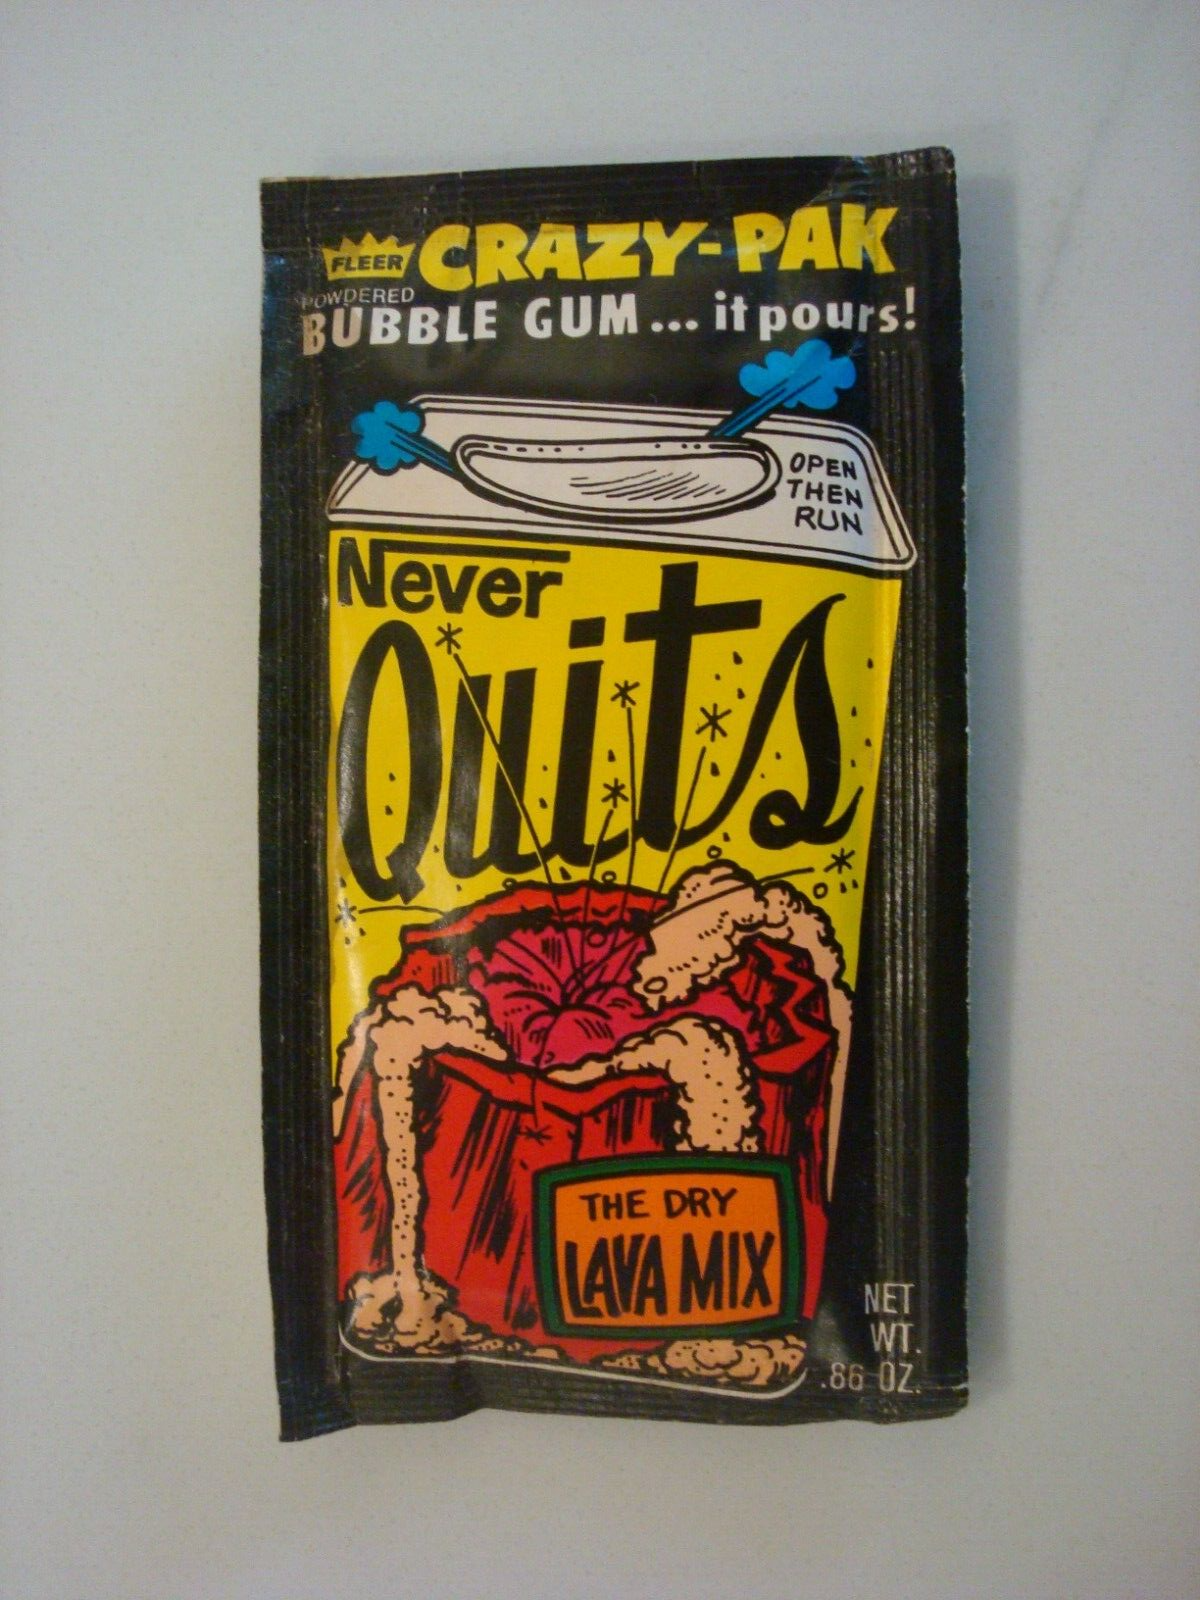 FLEER CRAZY-PAK
POWDERED
BUBBLE GUM... it pours!
OPEN
THEN
RUN
Never
Quits
THE DRY
LAVA MIX
NET
WT.
.86 OZ.